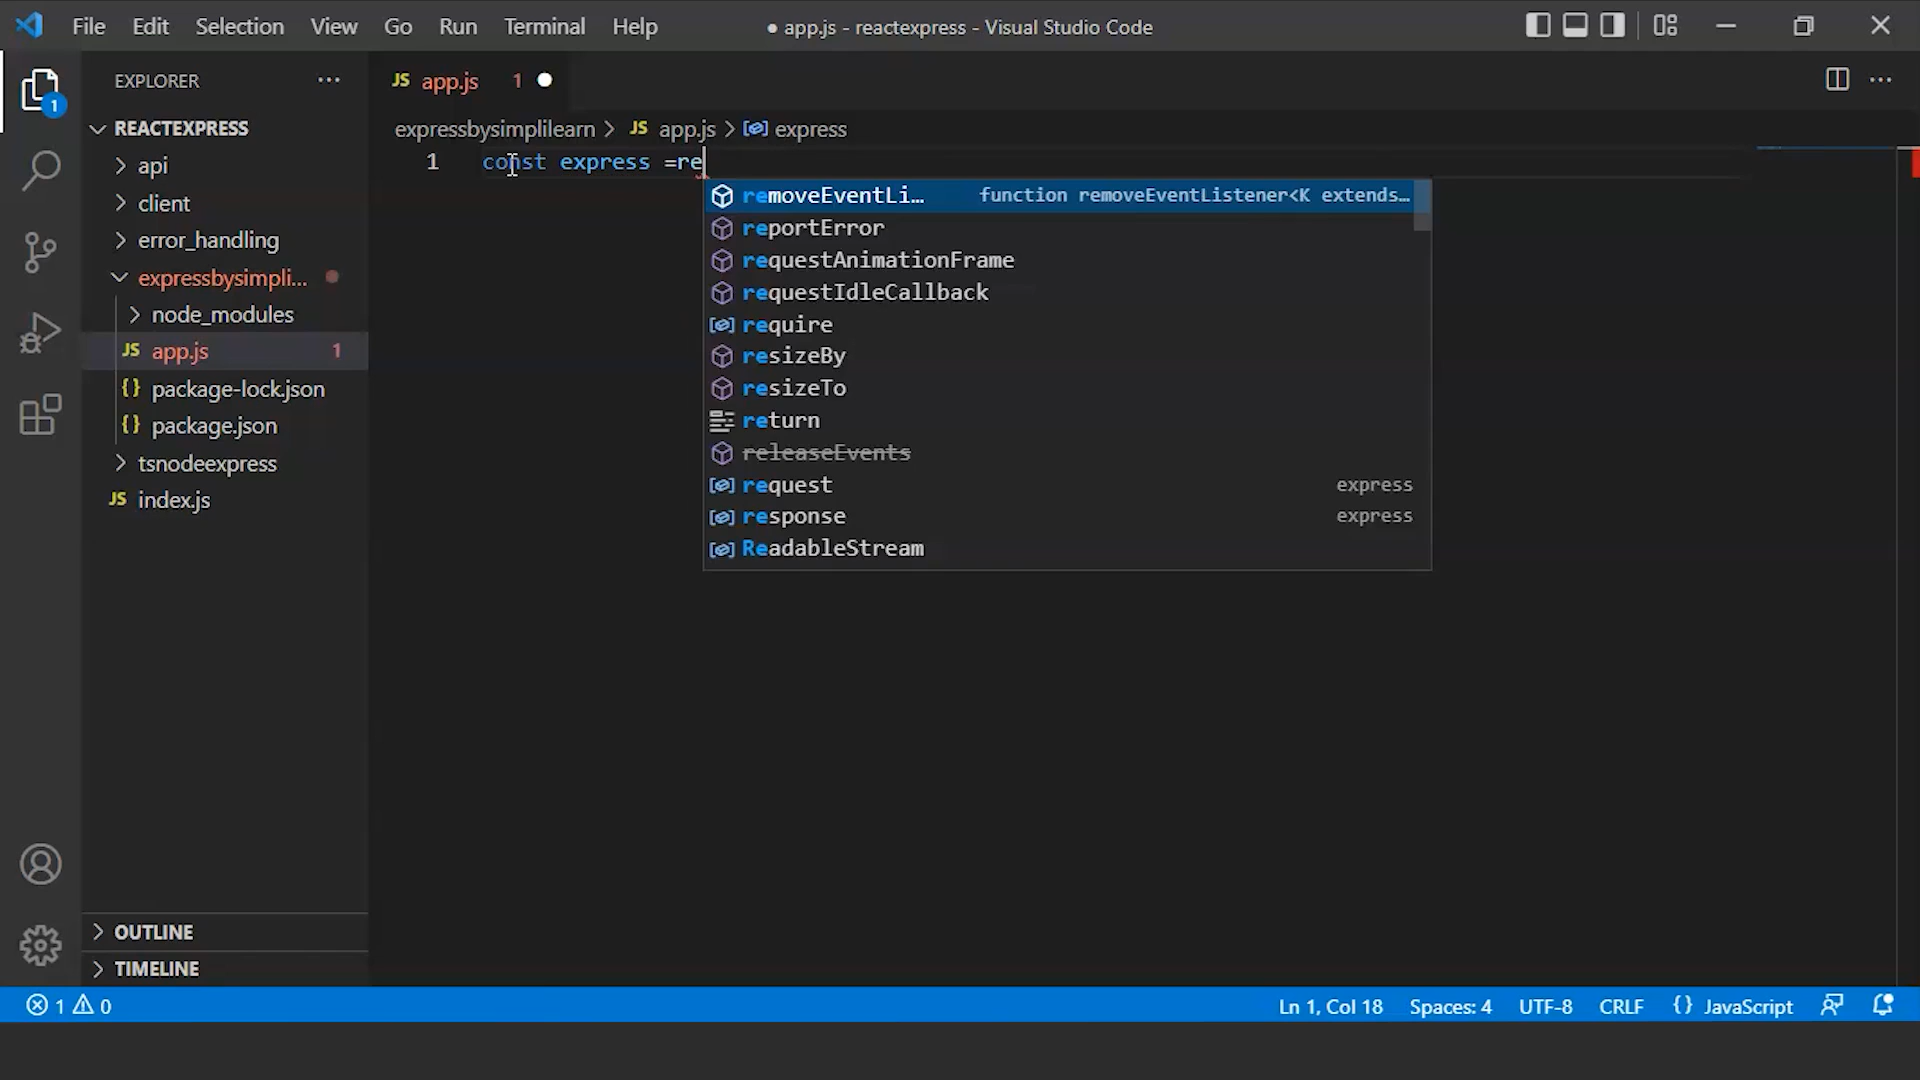 File Edit Selection View Go Run Terminal Help ● app.js - reactexpress - Visual Studio Code
EXPLORER ···
JS app.js 1
REACTEXPRESS
expressbysimplilearn > JS app.js > express
1 const express =re
api
client
error_handling
expressbysimpli...
node_modules
JS app.js 1
{} package-lock.json
{} package.json
tsnodeexpress
JS index.js
removeEventLi… function removeEventListener<K extends…
reportError
requestAnimationFrame
requestIdleCallback
require
resizeBy
resizeTo
return
releaseEvents
request express
response express
ReadableStream
1
OUTLINE
TIMELINE
1 0 Ln 1, Col 18 Spaces: 4 UTF-8 CRLF {} JavaScript